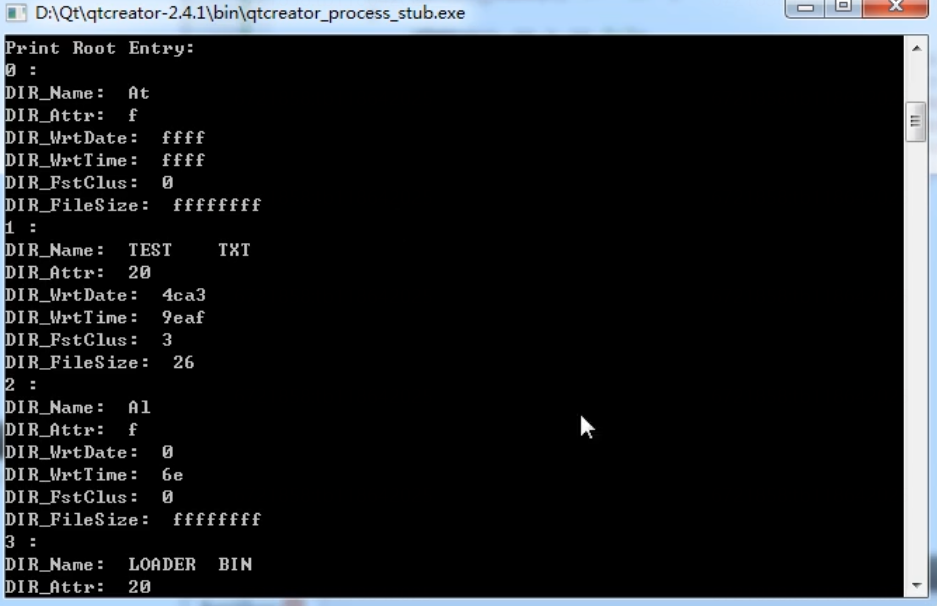 D:\Qt\qtcreator-2.4.1\bin\qtcreator_process_stub.exe
Print Root Entry:
0 :
DIR_Name:  At
DIR_Attr:  f
DIR_WrtDate:  ffff
DIR_WrtTime:  ffff
DIR_FstClus:  0
DIR_FileSize:  ffffffff
1 :
DIR_Name:  TEST    TXT
DIR_Attr:  20
DIR_WrtDate:  4ca3
DIR_WrtTime:  9eaf
DIR_FstClus:  3
DIR_FileSize:  26
2 :
DIR_Name:  Al
DIR_Attr:  f
DIR_WrtDate:  0
DIR_WrtTime:  6e
DIR_FstClus:  0
DIR_FileSize:  ffffffff
3 :
DIR_Name:  LOADER  BIN
DIR_Attr:  20